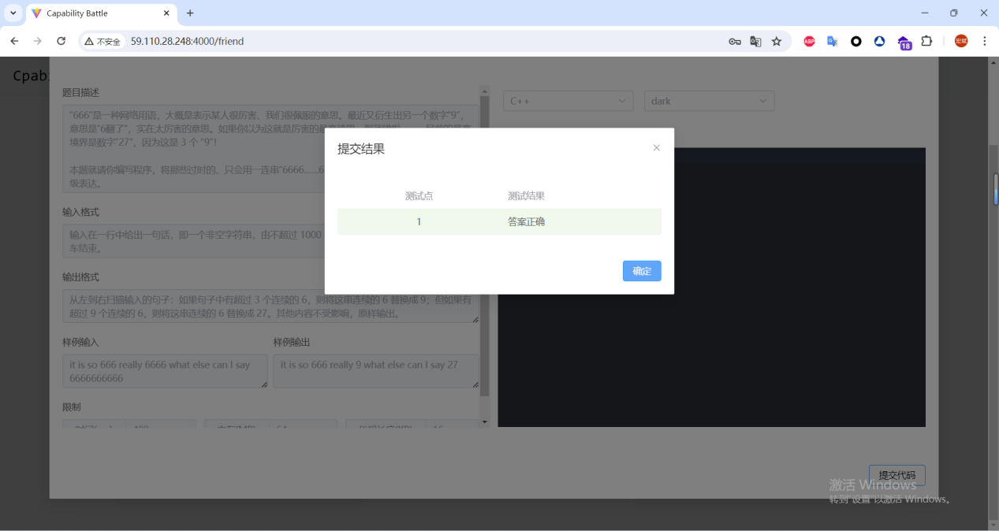 Capability Battle
不安全
59.110.28.248:4000/friend
ABP
18
宏斌
Cpab
题目描述
C++
dark
"666"是一种网络用语，大概是表示某人很厉害、我们很佩服的意思。最近又衍生出另一个数字"9"，
意思是"6翻了"，实在太厉害的意思。如果你以为这就是厉害的
境界是数字"27"，因为这是 3 个 "9"！
本题就请你编写程序，将那些过时的、只会用一连串"6666……6
级表达。
输入格式
输入在一行中给出一句话，即一个非空字符串，由不超过 1000
车结束。
输出格式
从左到右扫描输入的句子：如果句子中有超过 3 个连续的 6，则将这串连续的 6 替换成 9；但如果有
超过 9 个连续的 6，则将这串连续的 6 替换成 27。其他内容不受影响，原样输出。
样例输入
样例输出
it is so 666 really 6666 what else can I say
6666666666
it is so 666 really 9 what else can I say 27
限制
提交结果
测试点
测试结果
1
答案正确
确定
提交代码
激活 Windows
转到"设置"以激活 Windows。